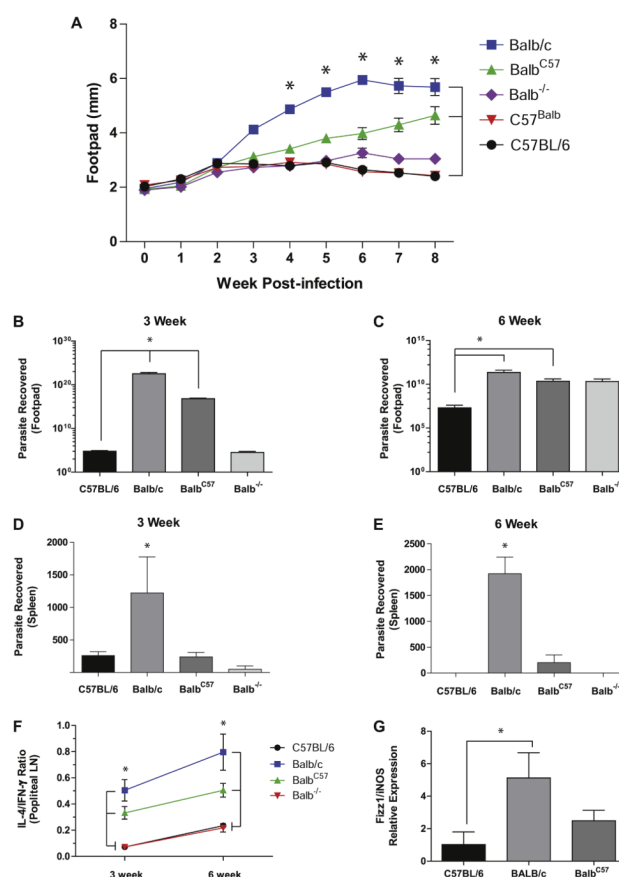 A
Footpad (mm)
8
6
4
2
0
* * * * *
Balb/c
Balb^C57
Balb^-/-
C57^Balb
C57BL/6
0 1 2 3 4 5 6 7 8
Week Post-infection
B
3 Week
Parasite Recovered
(Footpad)
10^30
10^20
10^10
10^0
*
C57BL/6 Balb/c Balb^C57 Balb^-/-
C
6 Week
Parasite Recovered
(Footpad)
10^15
10^10
10^5
10^0
*
C57BL/6 Balb/c Balb^C57 Balb^-/-
D
3 Week
Parasite Recovered
(Spleen)
2000
1500
1000
500
*
C57BL/6 Balb/c Balb^C57 Balb^-/-
E
6 Week
Parasite Recovered
(Spleen)
2500
2000
1500
1000
500
0
*
C57BL/6 Balb/c Balb^C57 Balb^-/-
F
IL-4/IFN-γ Ratio
(Popliteal LN)
1.0
0.8
0.6
0.4
0.2
0.0
* *
C57BL/6
Balb/c
Balb^C57
Balb^-/-
3 week 6 week
G
Fizz1/iNOS
Relative Expression
8
6
4
2
0
*
C57BL/6 BALB/c Balb^C57